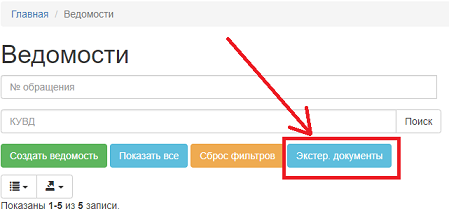 Главная / Ведомости
Ведомости
№ обращения
КУВД Поиск
Создать ведомость Показать все Сброс фильтров Экстер. документы
Показаны 1-5 из 5 записи.